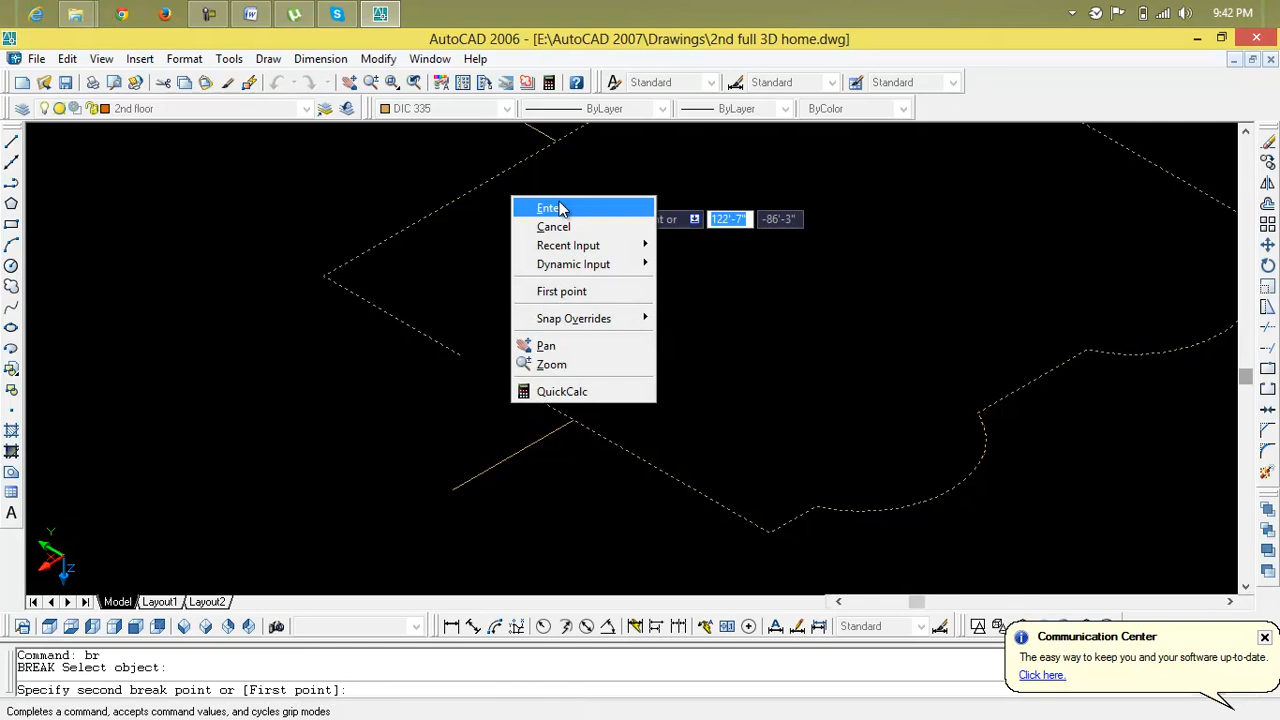 9:42 PM
AutoCAD 2006 - [E:\AutoCAD 2007\Drawings\2nd full 3D home.dwg]
File Edit View Insert Format Tools Draw Dimension Modify Window Help
Standard Standard Standard
2nd floor DIC 335 ByLayer ByLayer ByColor
Enter
nt or 122'-7" -86'-3"
Cancel
Recent Input
Dynamic Input
First point
Snap Overrides
Pan
Zoom
QuickCalc
Y
X
Z
Model Layout1 Layout2
Standard
Communication Center
The easy way to keep you and your software up-to-date.
Click here.
Command: br
BREAK Select object:
Specify second break point or [First point]:
Completes a command, accepts command values, and cycles grip modes